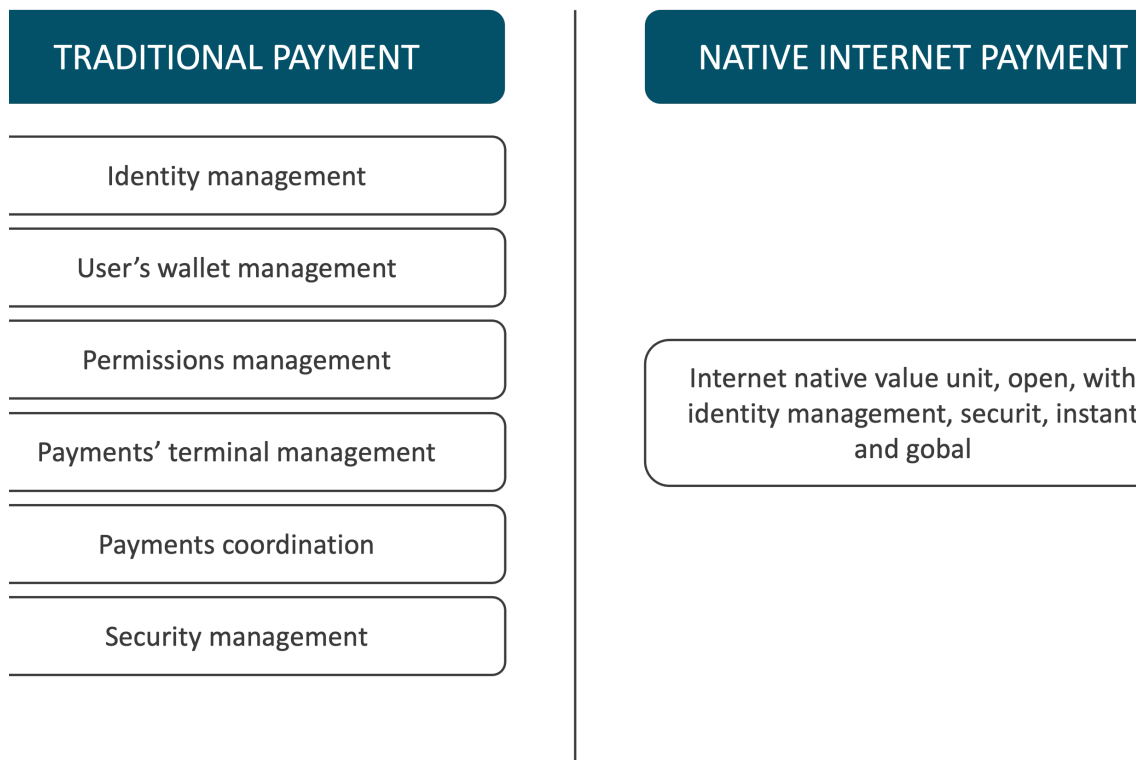 TRADITIONAL PAYMENT
Identity management
User’s wallet management
Permissions management
Payments’ terminal management
Payments coordination
Security management
NATIVE INTERNET PAYMENT
Internet native value unit, open, with
identity management, securit, instant
and gobal